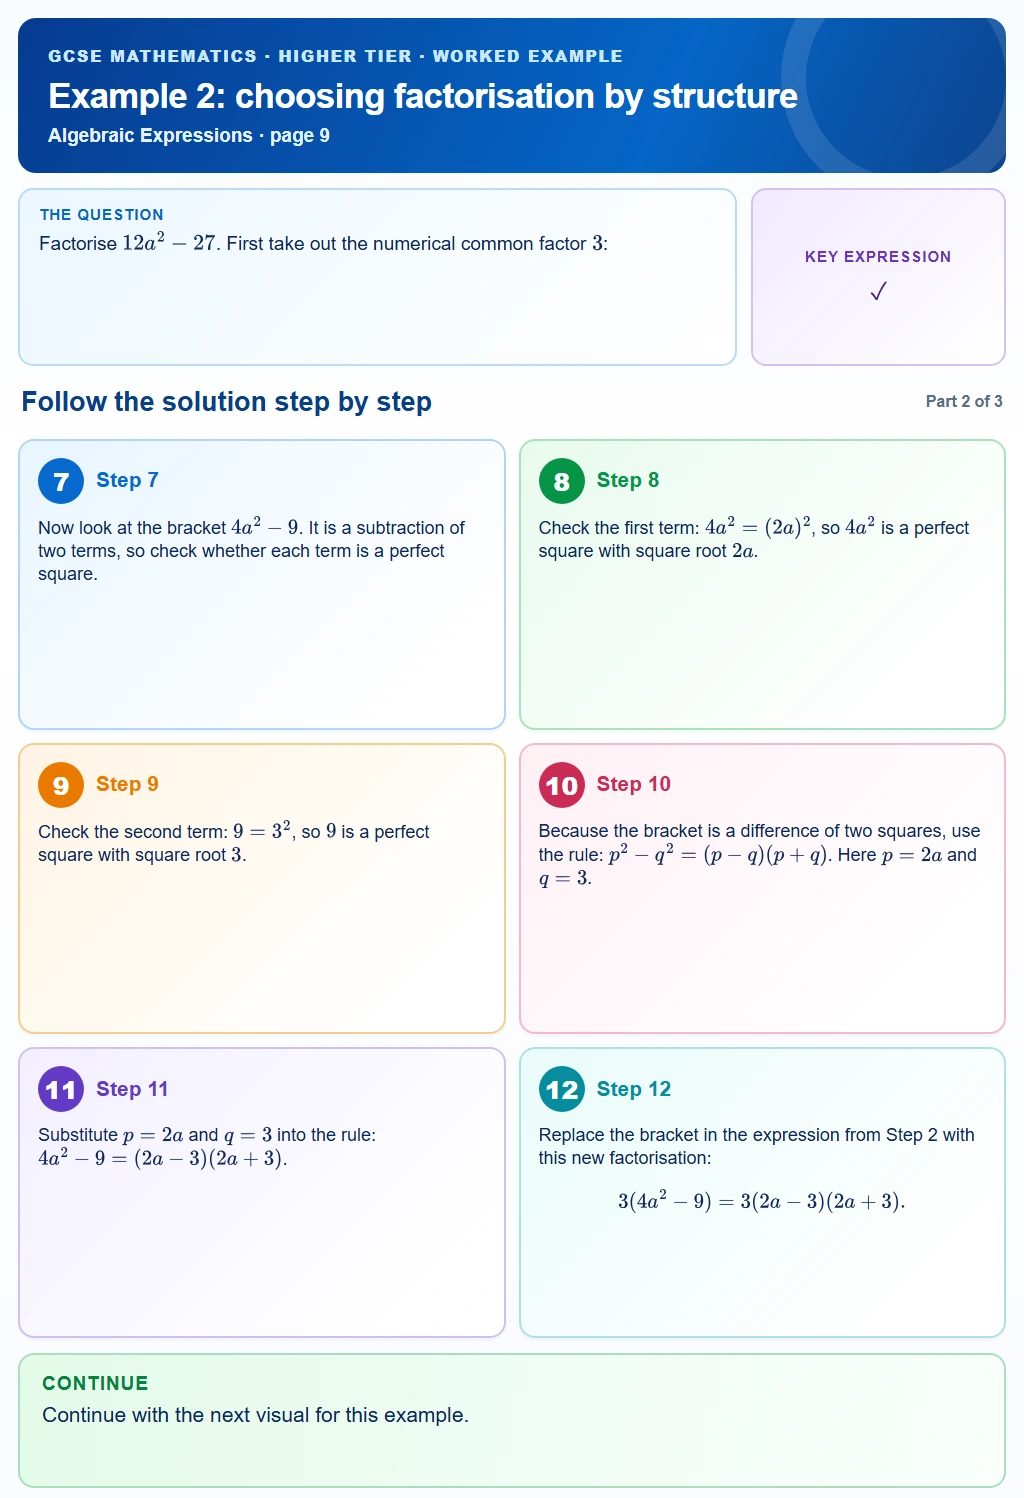 GCSE MATHEMATICS · HIGHER TIER · WORKED EXAMPLE
Example 2: choosing factorisation by structure
Algebraic Expressions · page 9
THE QUESTION
Factorise 12a² − 27. First take out the numerical common factor 3:
KEY EXPRESSION
✓
Follow the solution step by step
Part 2 of 3
7 Step 7
Now look at the bracket 4a² − 9. It is a subtraction of
two terms, so check whether each term is a perfect
square.
8 Step 8
Check the first term: 4a² = (2a)², so 4a² is a perfect
square with square root 2a.
9 Step 9
Check the second term: 9 = 3², so 9 is a perfect
square with square root 3.
10 Step 10
Because the bracket is a difference of two squares, use
the rule: p² − q² = (p − q)(p + q). Here p = 2a and
q = 3.
11 Step 11
Substitute p = 2a and q = 3 into the rule:
4a² − 9 = (2a − 3)(2a + 3).
12 Step 12
Replace the bracket in the expression from Step 2 with
this new factorisation:
3(4a² − 9) = 3(2a − 3)(2a + 3).
CONTINUE
Continue with the next visual for this example.